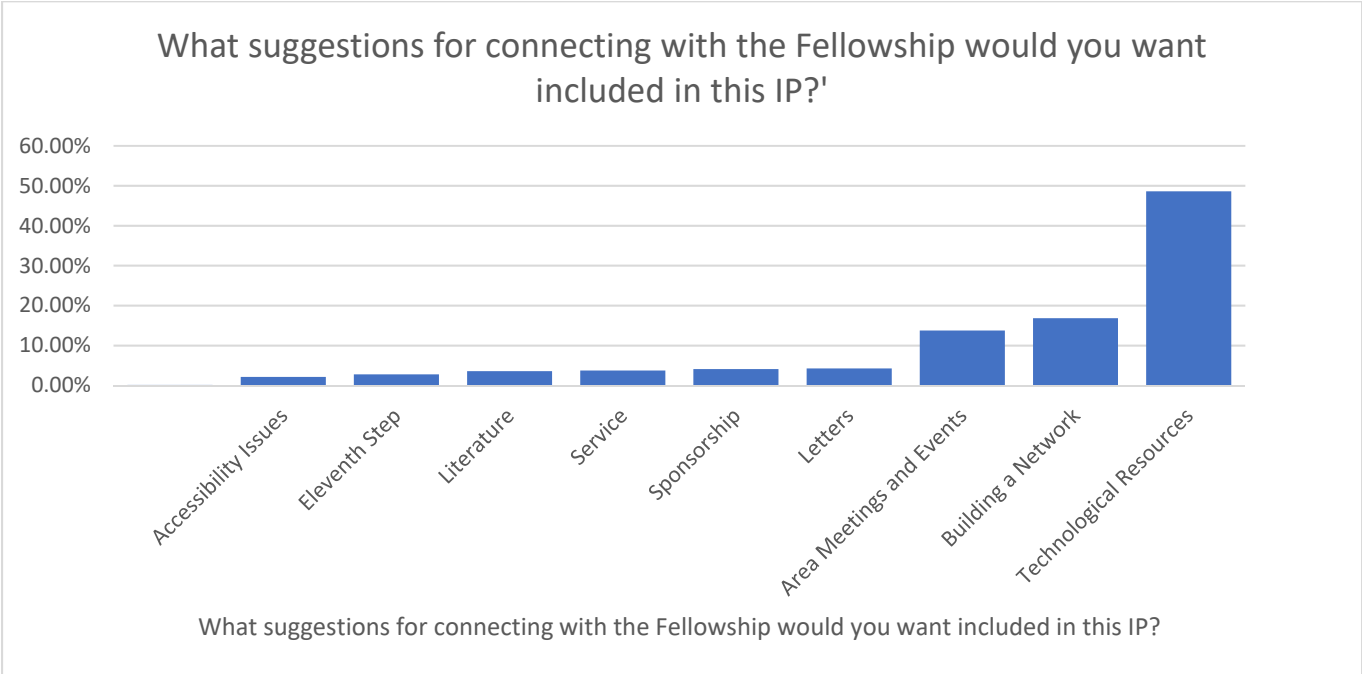 What suggestions for connecting with the Fellowship would you want
included in this IP?'
60.00%
50.00%
40.00%
30.00%
20.00%
10.00%
0.00%
Accessibility Issues
Eleventh Step
Literature
Service
Sponsorship
Letters
Area Meetings and Events
Building a Network
Technological Resources
What suggestions for connecting with the Fellowship would you want included in this IP?